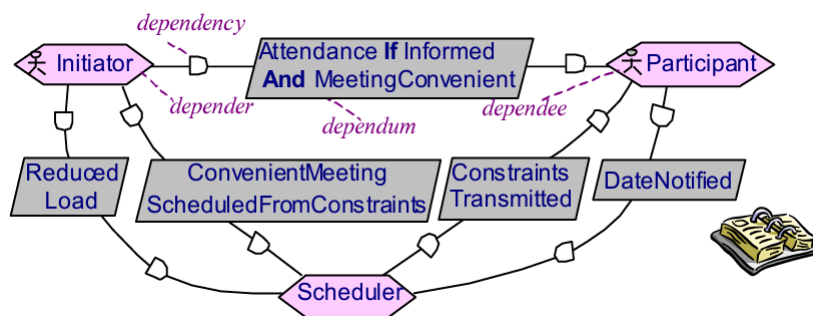 dependency
Initiator
Attendance If Informed
And MeetingConvenient
Participant
depender
dependum
dependee
Reduced
Load
ConvenientMeeting
ScheduledFromConstraints
Constraints
Transmitted
DateNotified
Scheduler